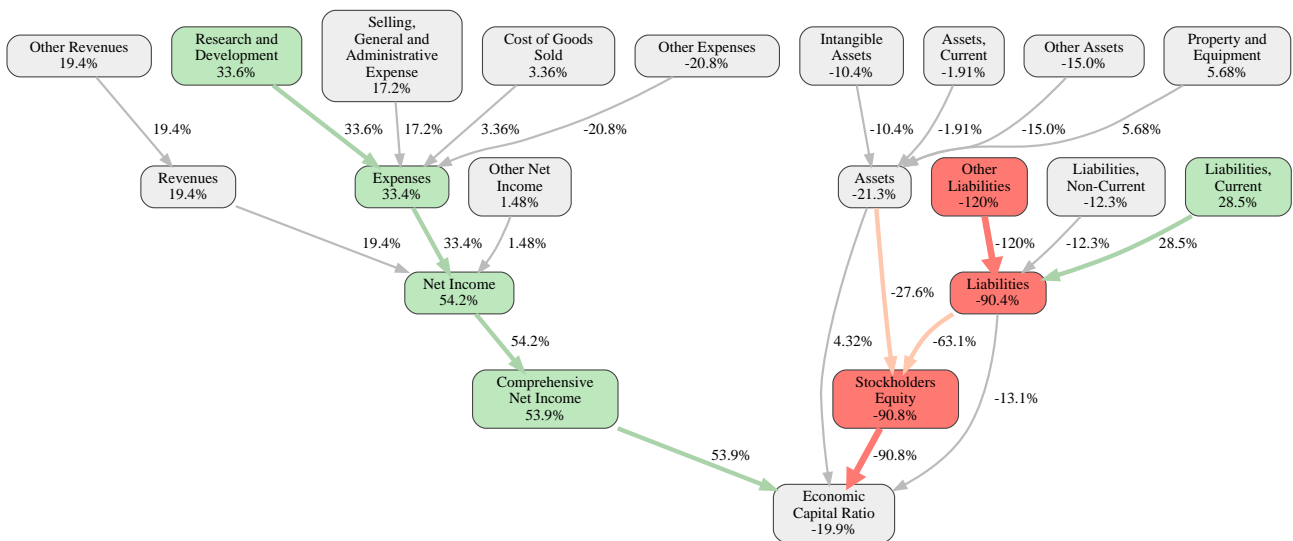 Other Revenues
19.4%
Research and
Development
33.6%
Selling,
General and
Administrative
Expense
17.2%
Cost of Goods
Sold
3.36%
Other Expenses
-20.8%
Intangible
Assets
-10.4%
Assets,
Current
-1.91%
Other Assets
-15.0%
Property and
Equipment
5.68%
19.4%
33.6%
17.2%
3.36%
-20.8%
-10.4%
-1.91%
-15.0%
5.68%
Revenues
19.4%
Expenses
33.4%
Other Net
Income
1.48%
Assets
-21.3%
Other
Liabilities
-120%
Liabilities,
Non-Current
-12.3%
Liabilities,
Current
28.5%
19.4%
33.4%
1.48%
-120%
-12.3%
28.5%
Net Income
54.2%
-27.6%
Liabilities
-90.4%
54.2%
4.32%
-63.1%
Comprehensive
Net Income
53.9%
Stockholders
Equity
-90.8%
-13.1%
53.9%
-90.8%
Economic
Capital Ratio
-19.9%